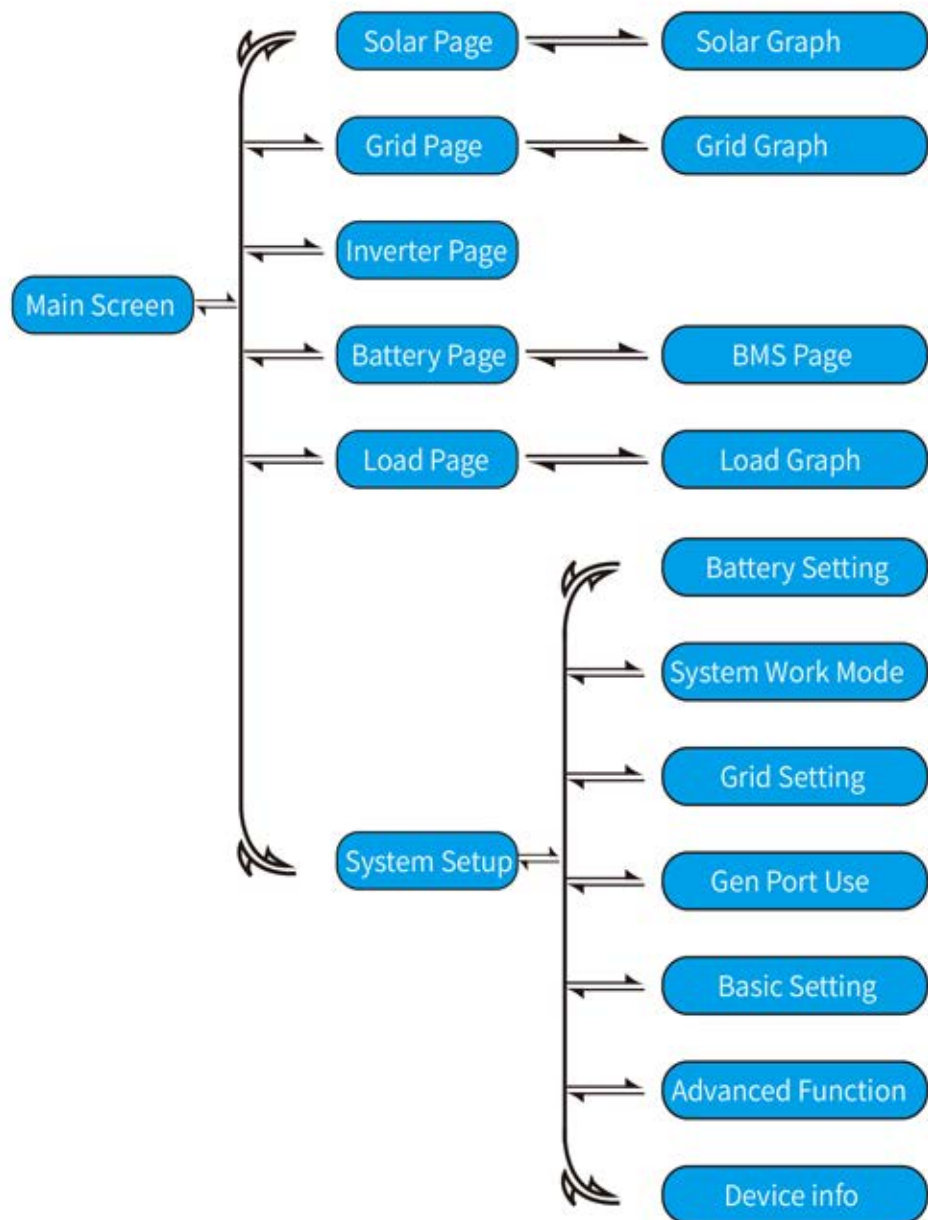 Solar Page
Solar Graph
Grid Page
Grid Graph
Inverter Page
Main Screen
Battery Page
BMS Page
Load Page
Load Graph
Battery Setting
System Work Mode
Grid Setting
System Setup
Gen Port Use
Basic Setting
Advanced Function
Device info